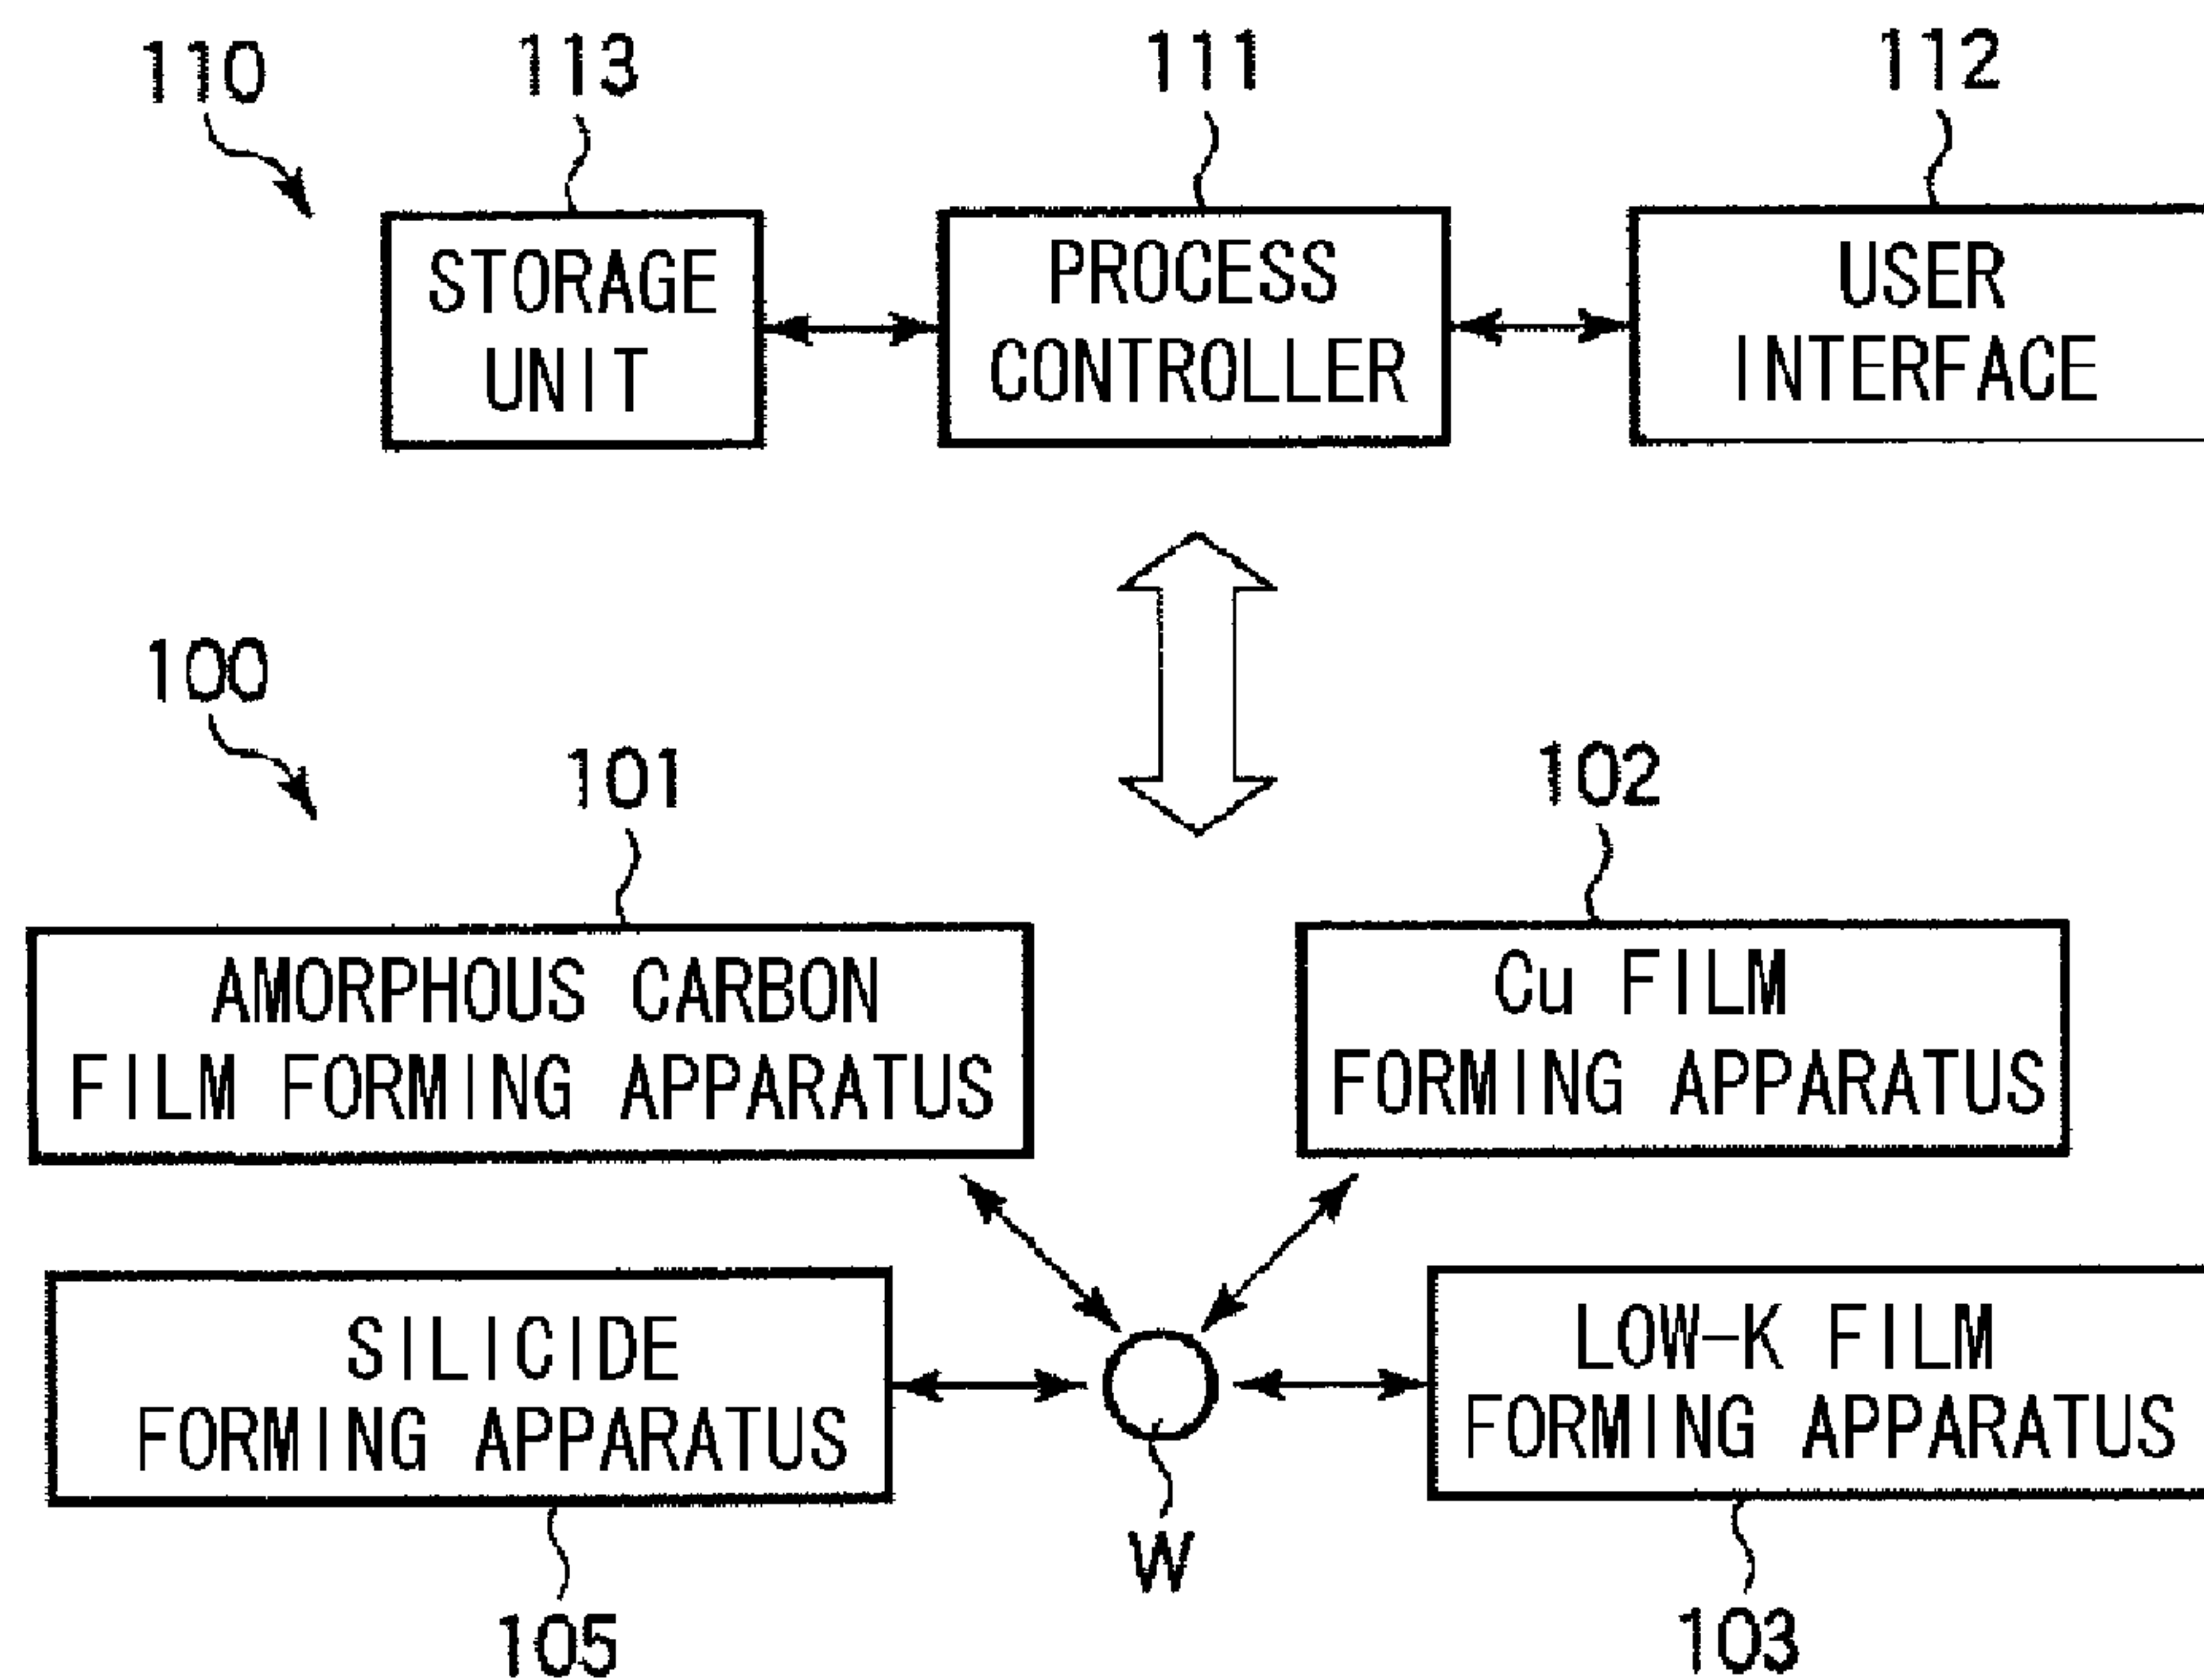 110
113
111
112
STORAGE
UNIT
PROCESS
CONTROLLER
USER
INTERFACE
100
101
102
AMORPHOUS CARBON
FILM FORMING APPARATUS
Cu FILM
FORMING APPARATUS
SILICIDE
FORMING APPARATUS
LOW-K FILM
FORMING APPARATUS
W
105
103